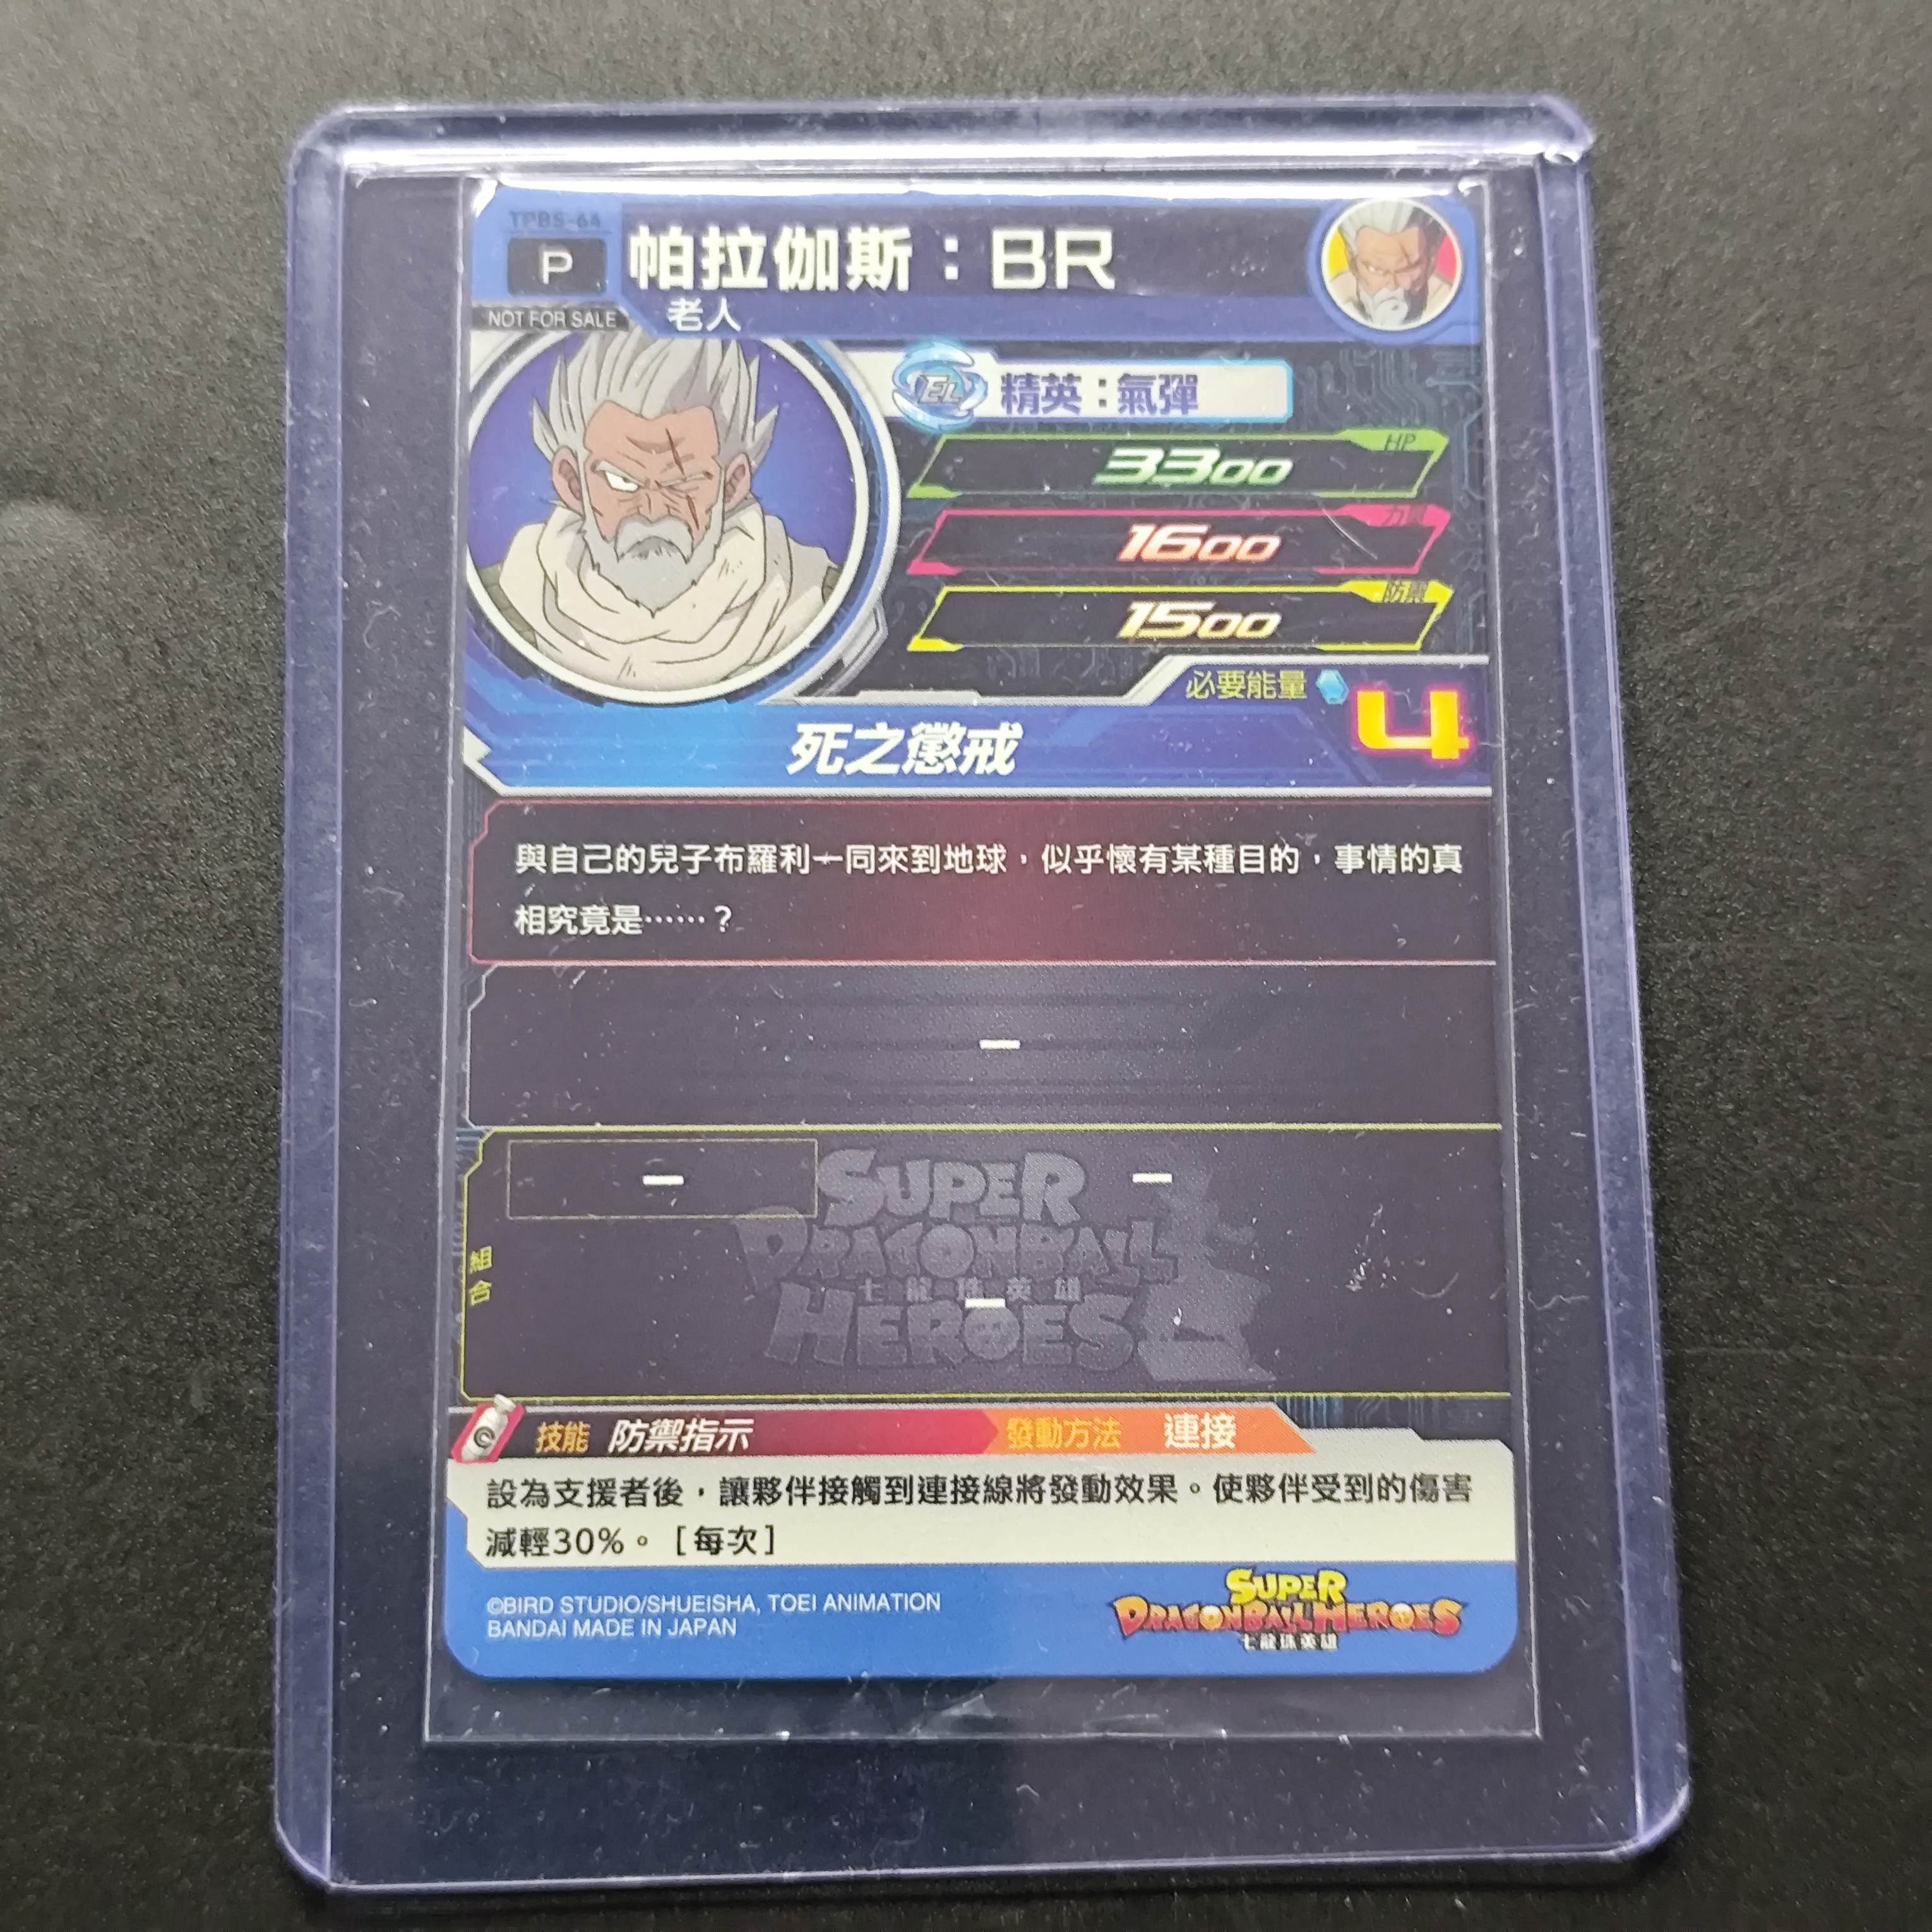 TPBS-64
P
帕拉伽斯：BR
NOT FOR SALE
老人
EL 精英：氣彈
HP
3300
力量
1600
防禦
1500
必要能量 4
死之懲戒
與自己的兒子布羅利一同來到地球，似乎懷有某種目的，事情的真
相究竟是……？
－
－
－
SUPER
DRAGONBALL
七龍珠英雄
HEROES
－
組合
技能 防禦指示 發動方法 連接
設為支援者後，讓夥伴接觸到連接線將發動效果。使夥伴受到的傷害
減輕30%。［每次］
©BIRD STUDIO/SHUEISHA, TOEI ANIMATION
BANDAI MADE IN JAPAN
SUPER
DRAGONBALL HEROES
七龍珠英雄